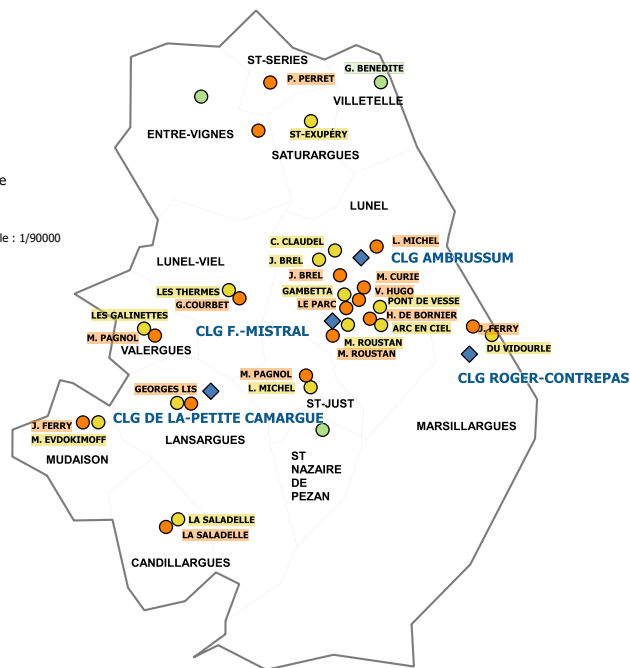 ST-SERIES
G. BENEDITE
P. PERRET
VILLETELLE
ENTRE-VIGNES
ST-EXUPÉRY
SATURARGUES
e
LUNEL
le : 1/90000
C. CLAUDEL
L. MICHEL
J. BREL
CLG AMBRUSSUM
LUNEL-VIEL
J. BREL
M. CURIE
LES THERMES
GAMBETTA
V. HUGO
G.COURBET
LE PARC
PONT DE VESSE
LES GALINETTES
H. DE BORNIER
CLG F.-MISTRAL
ARC EN CIEL
J. FERRY
M. PAGNOL
M. ROUSTAN
DU VIDOURLE
VALERGUES
M. ROUSTAN
M. PAGNOL
CLG ROGER-CONTREPAS
GEORGES LIS
L. MICHEL
ST-JUST
CLG DE LA-PETITE CAMARGUE
J. FERRY
MARSILLARGUES
M. EVDOKIMOFF
LANSARGUES
MUDAISON
ST
NAZAIRE
DE
PEZAN
LA SALADELLE
LA SALADELLE
CANDILLARGUES